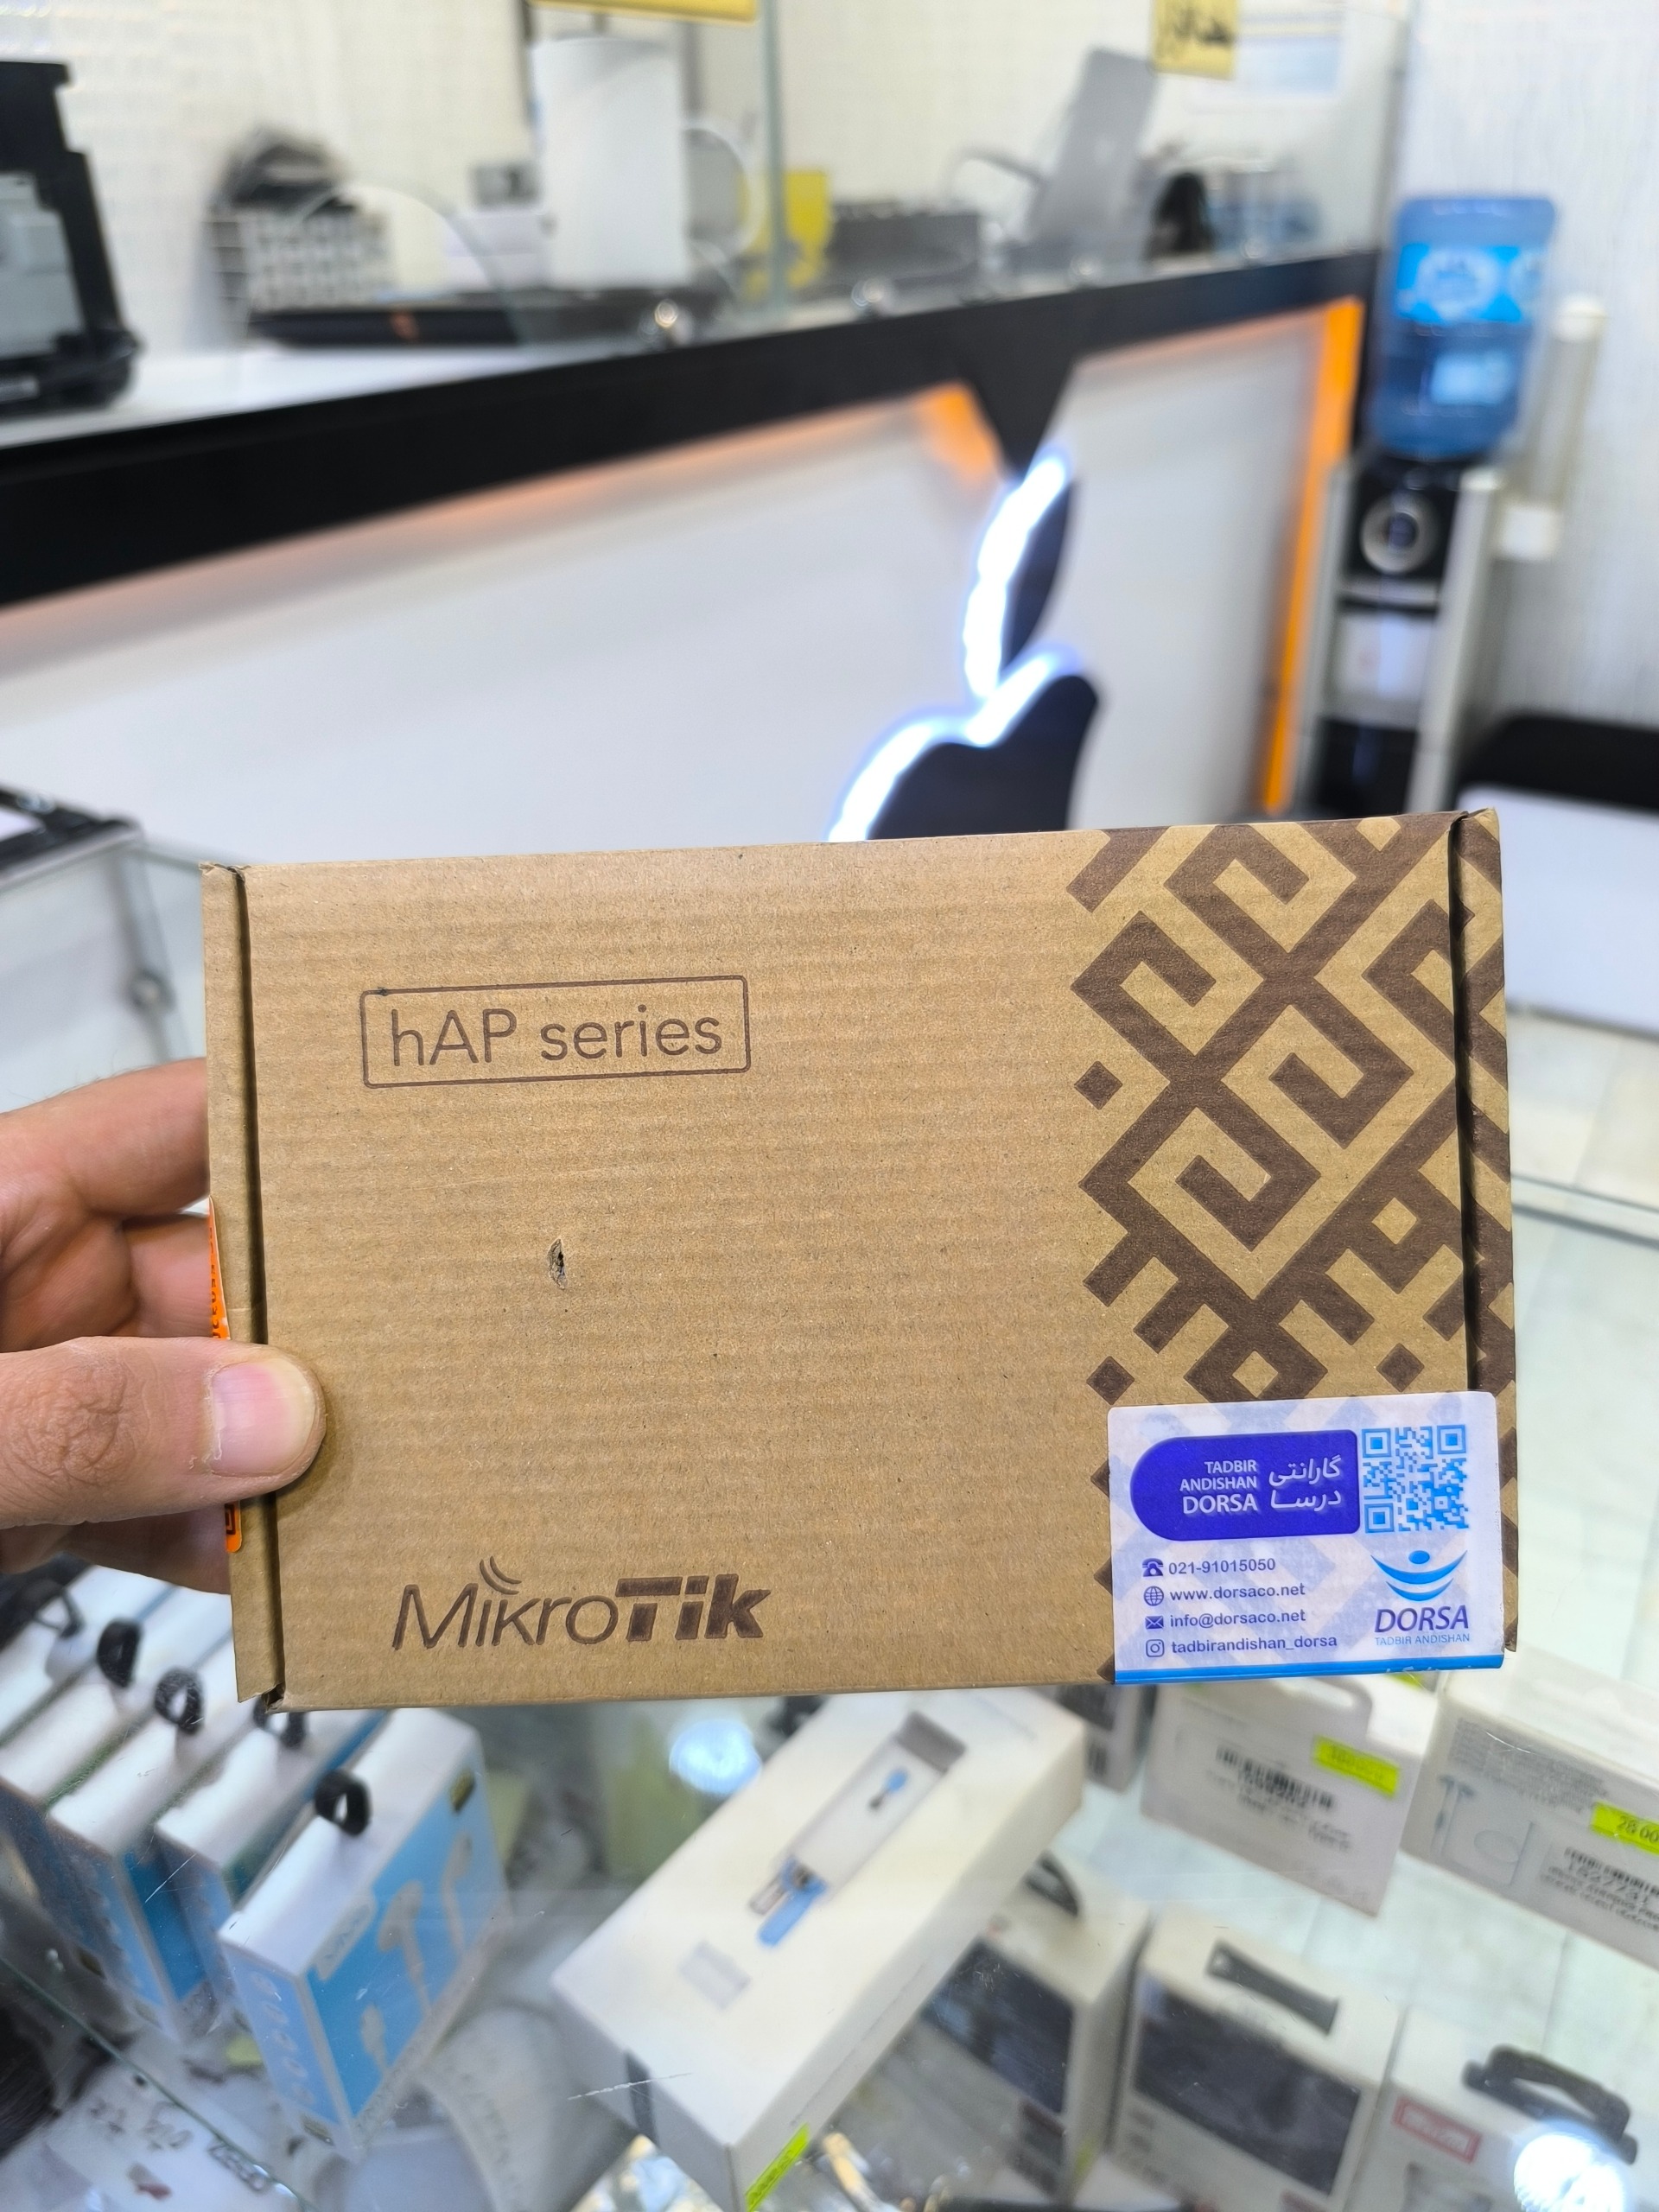 hAP series
MikroTik
TADBIR
ANDISHAN
DORSA
گارانتی
درسا
021-91015050
www.dorsaco.net
info@dorsaco.net
tadbirandishan_dorsa
DORSA
TADBIR ANDISHAN